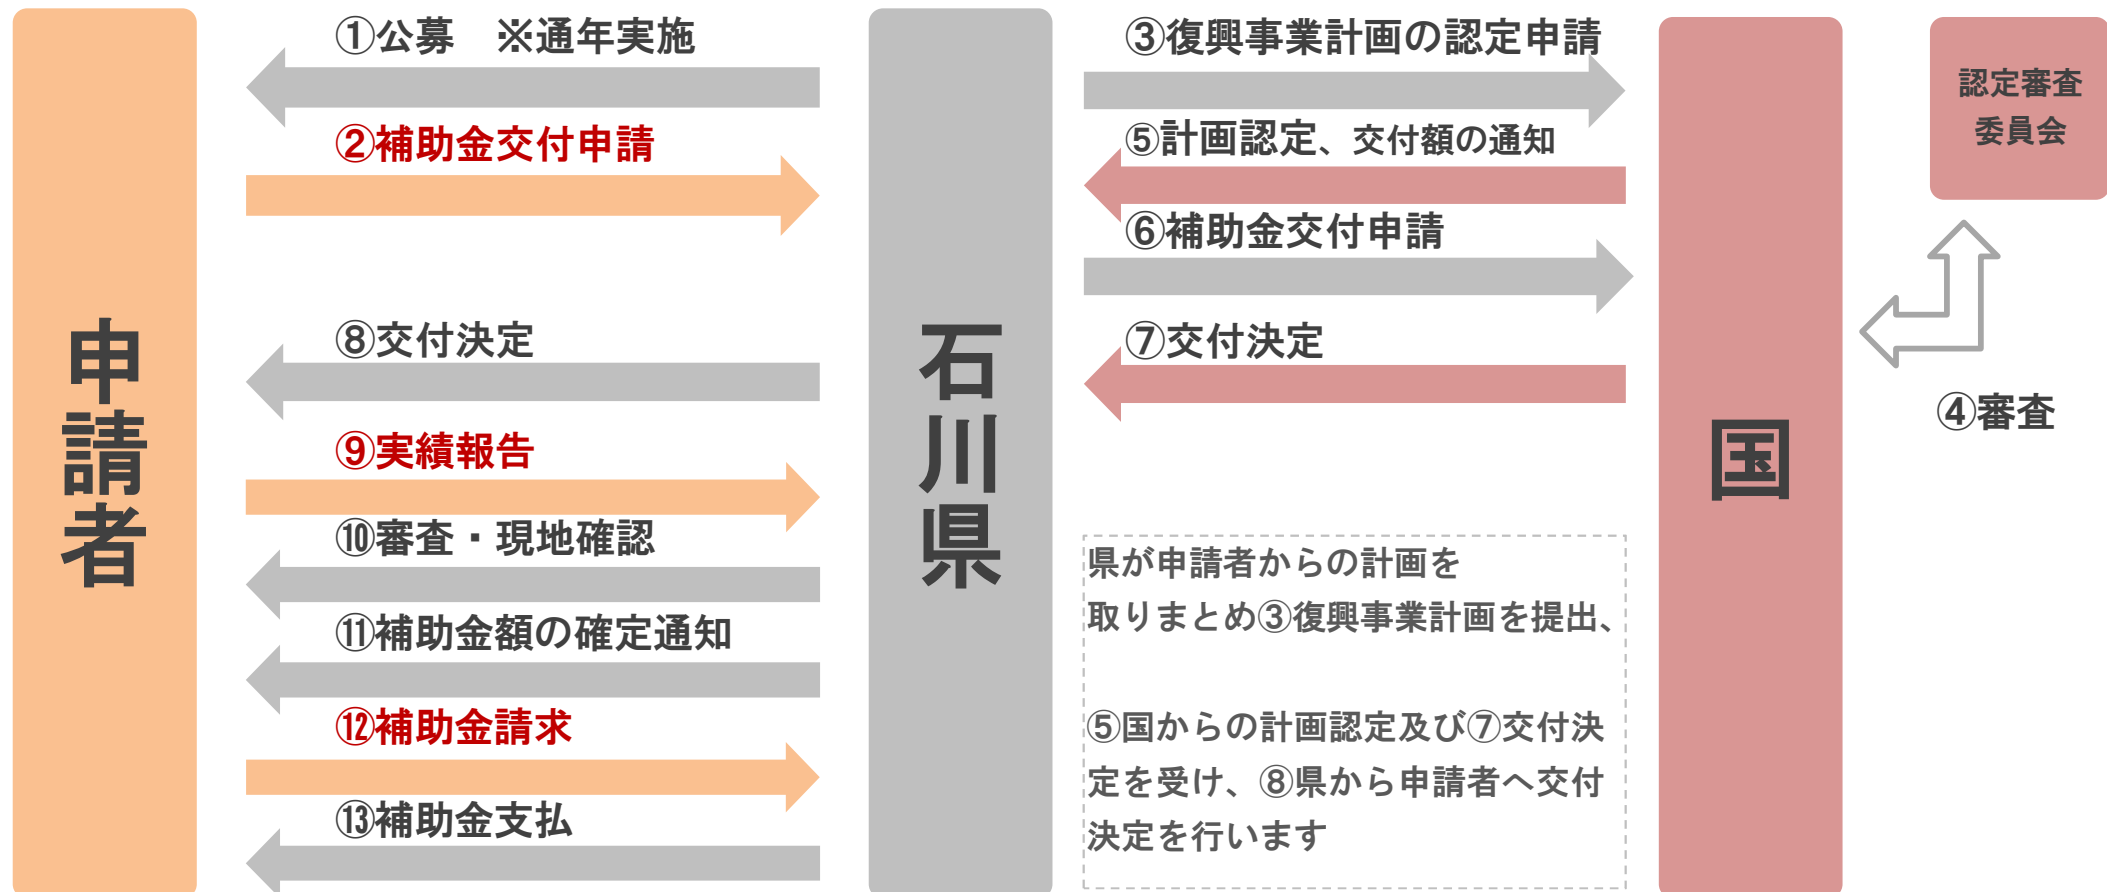 申請者
①公募　※通年実施
②補助金交付申請
⑧交付決定
⑨実績報告
⑩審査・現地確認
⑪補助金額の確定通知
⑫補助金請求
⑬補助金支払
石川県
③復興事業計画の認定申請
⑤計画認定、交付額の通知
⑥補助金交付申請
⑦交付決定
県が申請者からの計画を
取りまとめ③復興事業計画を提出、
⑤国からの計画認定及び⑦交付決
定を受け、⑧県から申請者へ交付
決定を行います
国
認定審査
委員会
④審査